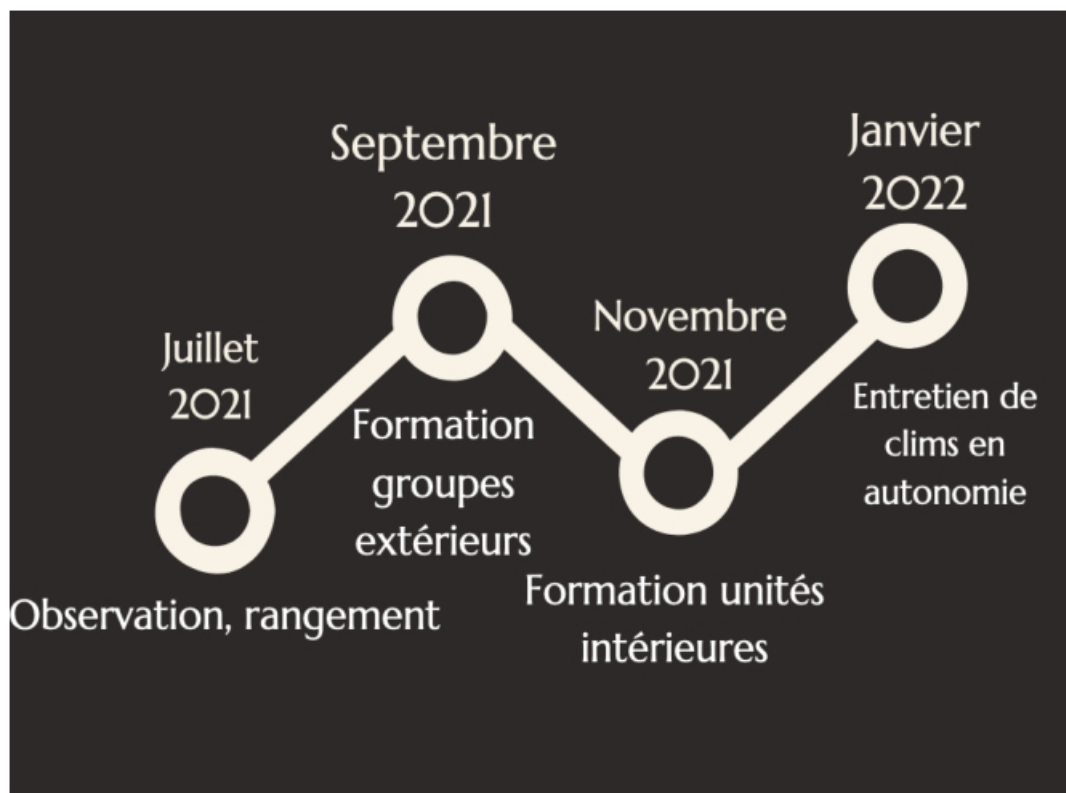 Juillet
2021
Observation, rangement
Septembre
2021
Formation
groupes
extérieurs
Novembre
2021
Formation unités
intérieures
Janvier
2022
Entretien de
clims en
autonomie